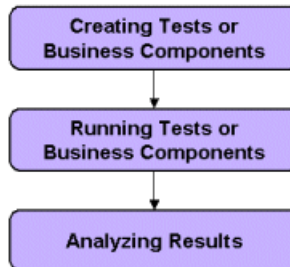 Creating Tests or
Business Components
Running Tests or
Business Components
Analyzing Results